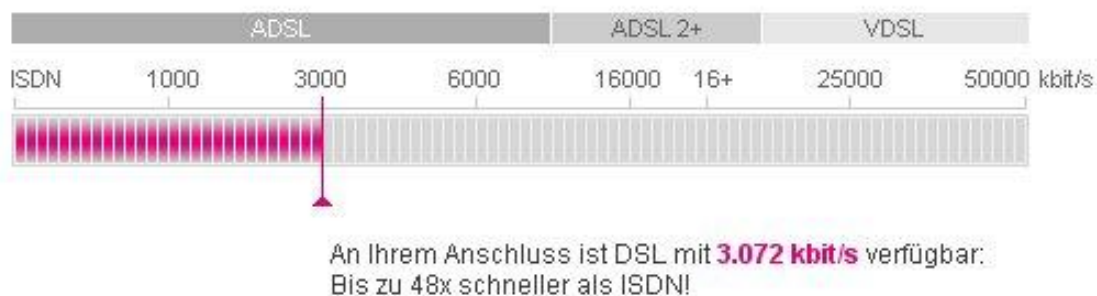 ADSL ADSL 2+ VDSL
ISDN 1000 3000 6000 16000 16+ 25000 50000 kbit/s
An Ihrem Anschluss ist DSL mit 3.072 kbit/s verfügbar:
Bis zu 48x schneller als ISDN!